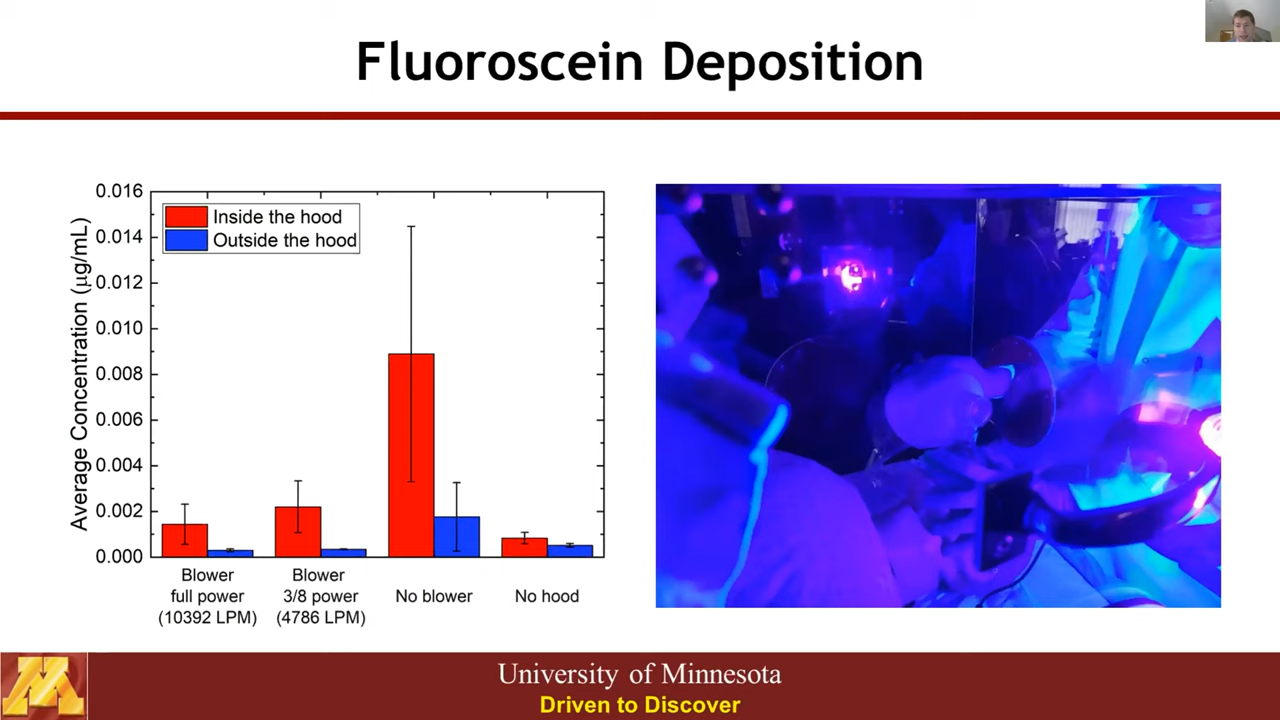 Fluoroscein Deposition
Average Concentration (μg/mL)
0.016
0.014
0.012
0.010
0.008
0.006
0.004
0.002
0.000
Inside the hood
Outside the hood
Blower
full power
(10392 LPM)
Blower
3/8 power
(4786 LPM)
No blower
No hood
M
University of Minnesota
Driven to Discover